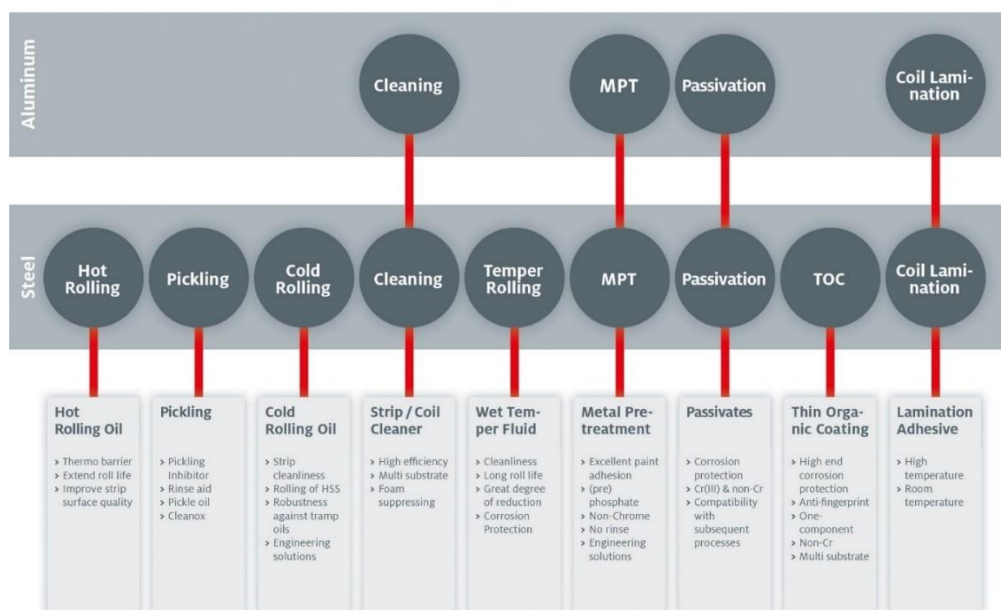 Aluminum
Cleaning
MPT
Passivation
Coil Lami-
nation
Steel
Hot
Rolling
Pickling
Cold
Rolling
Cleaning
Temper
Rolling
MPT
Passivation
TOC
Coil Lami-
nation
Hot
Rolling Oil
> Thermo barrier
> Extend roll life
> Improve strip
surface quality
Pickling
> Pickling
Inhibitor
> Rinse aid
> Pickle oil
> Cleanox
Cold
Rolling Oil
> Strip
cleanliness
> Rolling of HSS
> Robustness
against tramp
oils
> Engineering
solutions
Strip / Coil
Cleaner
> High efficiency
> Multi substrate
> Foam
suppressing
Wet Tem-
per Fluid
> Cleanliness
> Long roll life
> Great degree
of reduction
> Corrosion
Protection
Metal Pre-
treatment
> Excellent paint
adhesion
> (pre)
phosphate
> Non-Chrome
> No rinse
> Engineering
solutions
Passivates
> Corrosion
protection
> Cr(III) & non-Cr
> Compatibility
with
subsequent
processes
Thin Orga-
nic Coating
> High end
corrosion
protection
> Anti-fingerprint
> One-
component
> Non-Cr
> Multi substrate
Lamination
Adhesive
> High
temperature
> Room
temperature